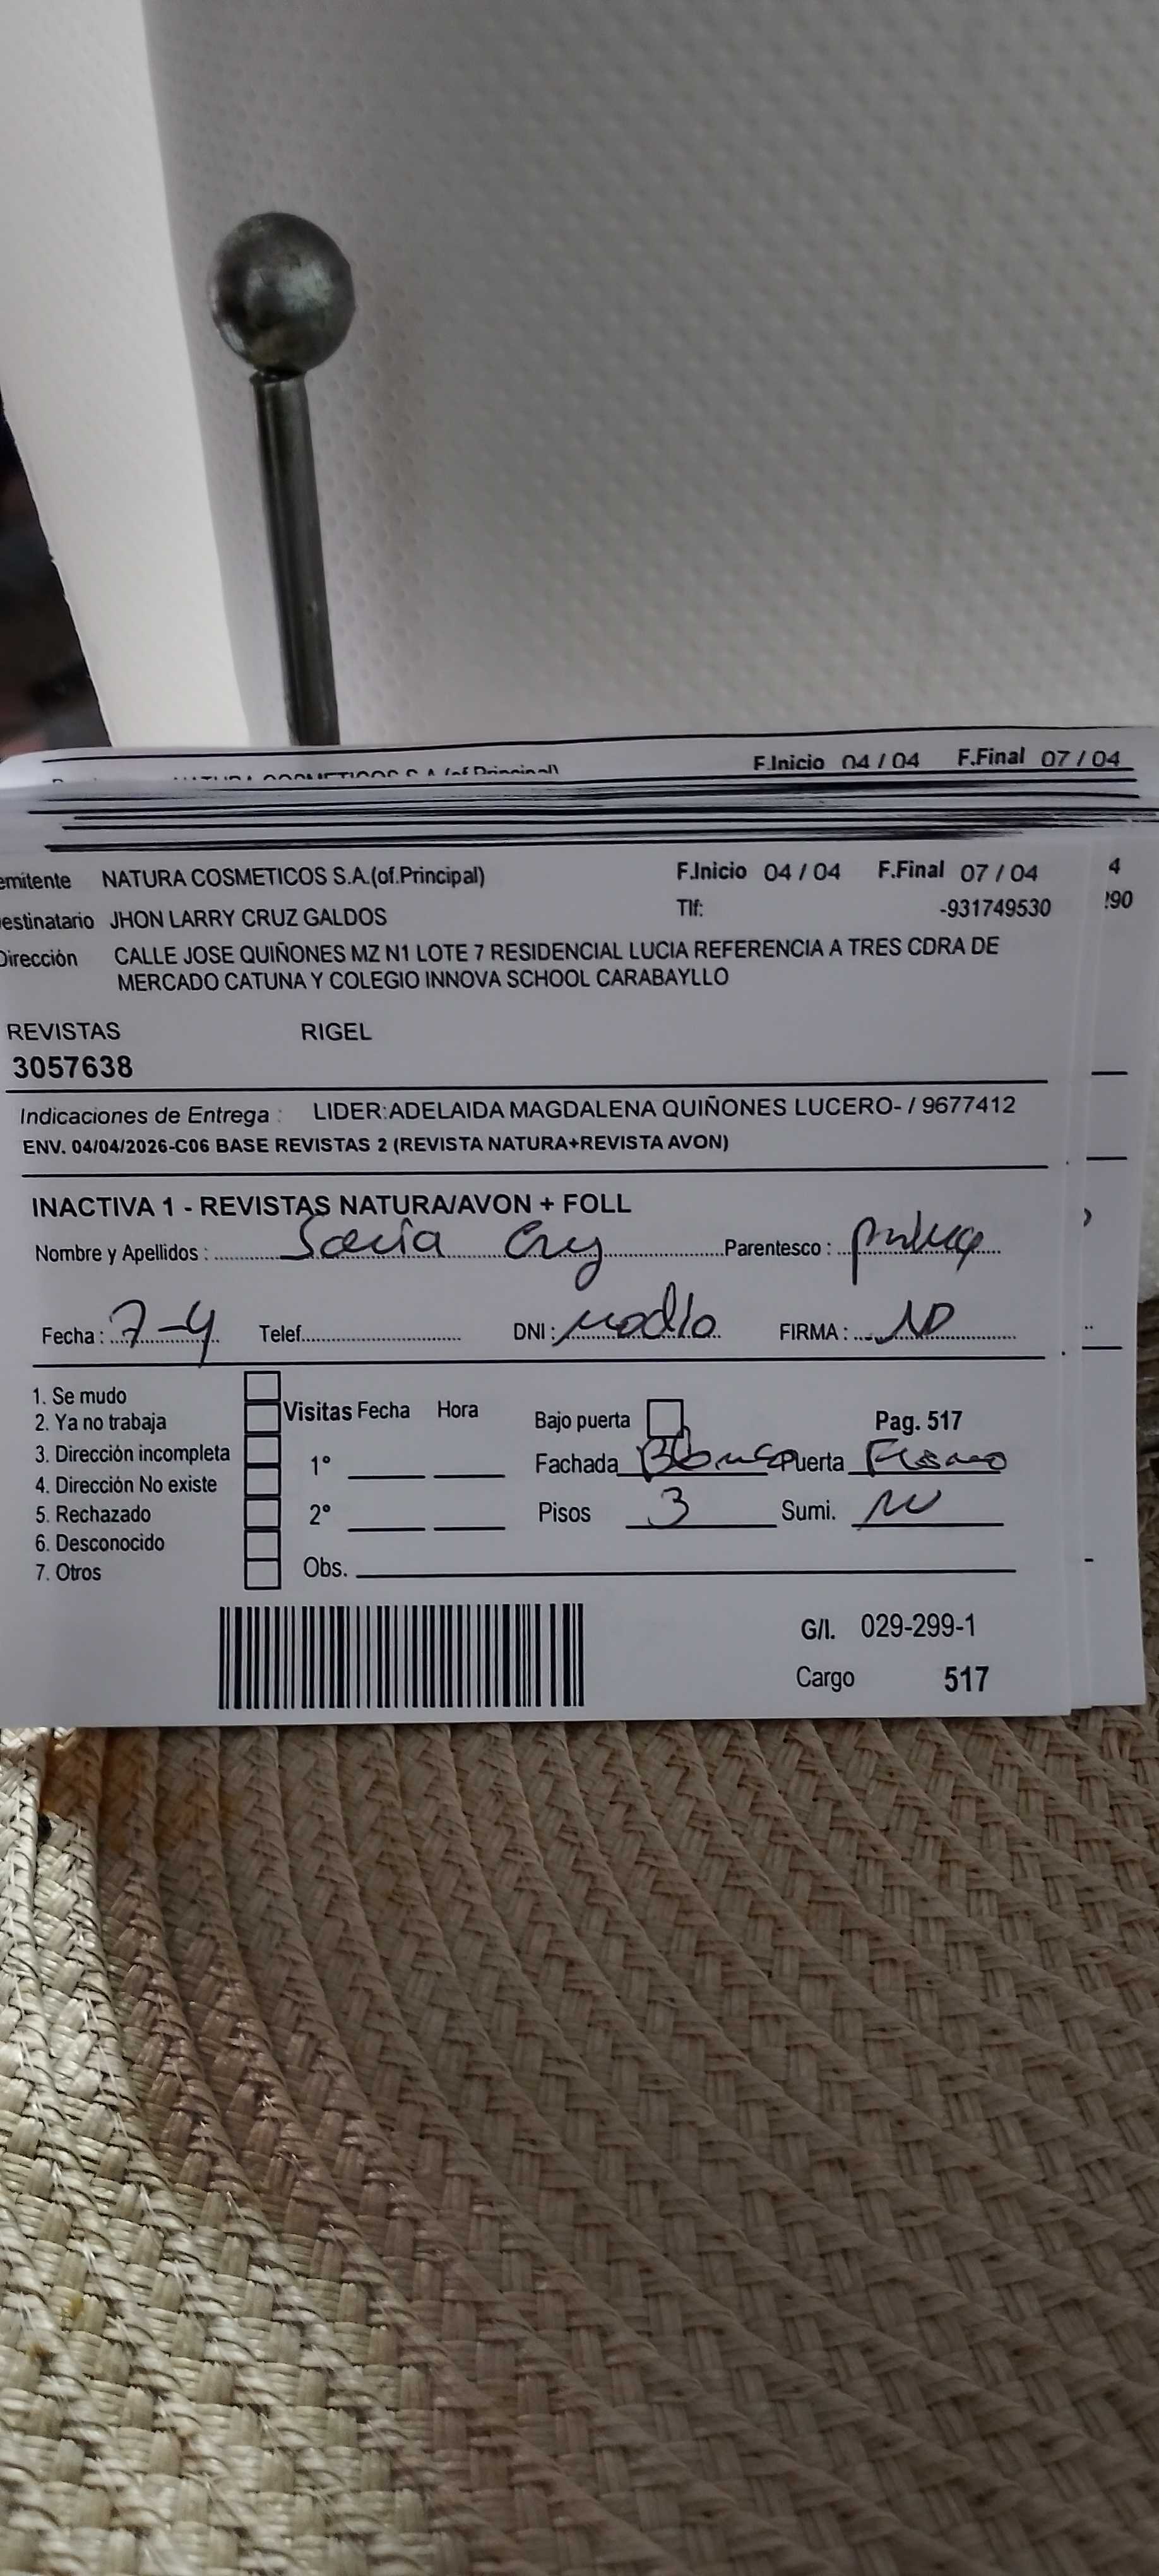 F.Inicio 04 / 04 F.Final 07 / 04
emitente NATURA COSMETICOS S.A.(of.Principal) F.Inicio 04 / 04 F.Final 07 / 04 4
estinatario JHON LARRY CRUZ GALDOS Tlf: -931749530 290
Dirección CALLE JOSE QUIÑONES MZ N1 LOTE 7 RESIDENCIAL LUCIA REFERENCIA A TRES CDRA DE
MERCADO CATUNA Y COLEGIO INNOVA SCHOOL CARABAYLLO
REVISTAS RIGEL
3057638
Indicaciones de Entrega : LIDER:ADELAIDA MAGDALENA QUIÑONES LUCERO- / 9677412
ENV. 04/04/2026-C06 BASE REVISTAS 2 (REVISTA NATURA+REVISTA AVON)
INACTIVA 1 - REVISTAS NATURA/AVON + FOLL
Nombre y Apellidos : Parentesco :
Fecha : 7-4 Telef. DNI : FIRMA :
1. Se mudo
2. Ya no trabaja
3. Dirección incompleta
4. Dirección No existe
5. Rechazado
6. Desconocido
7. Otros
Visitas Fecha Hora
1°
2°
Obs.
Bajo puerta Pag. 517
Fachada Puerta
Pisos 3 Sumi.
G/I. 029-299-1
Cargo 517